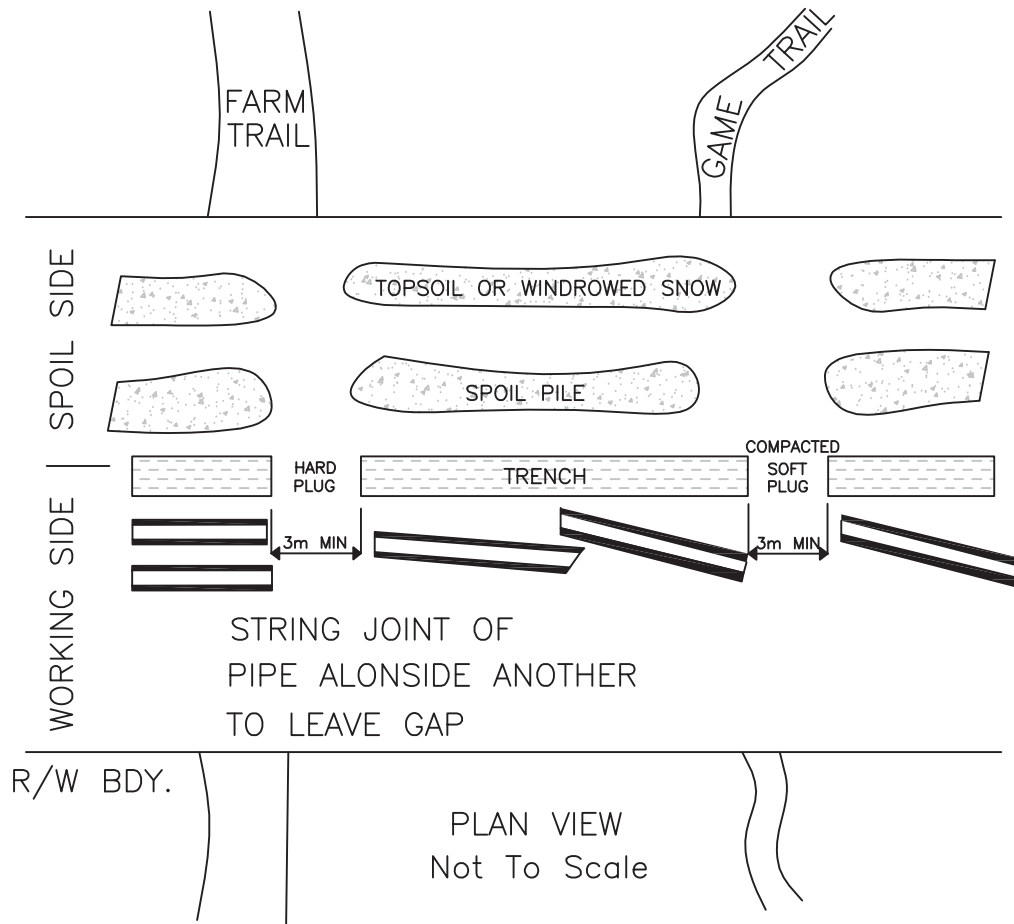 FARM
TRAIL
GAME TRAIL
SPOIL SIDE
TOPSOIL OR WINDROWED SNOW
SPOIL PILE
HARD
PLUG
TRENCH
COMPACTED
SOFT
PLUG
WORKING SIDE
3m MIN
3m MIN
STRING JOINT OF
PIPE ALONSIDE ANOTHER
TO LEAVE GAP
R/W BDY.
PLAN VIEW
Not To Scale